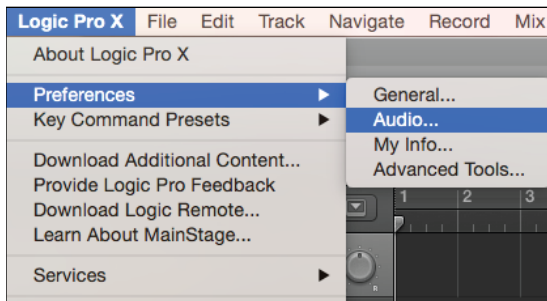 Logic Pro X File Edit Track Navigate Record Mix
About Logic Pro X
Preferences
General...
Key Command Presets
Audio...
My Info...
Download Additional Content...
Advanced Tools...
Provide Logic Pro Feedback
1 2 3
Download Logic Remote...
Learn About MainStage...
Services
R